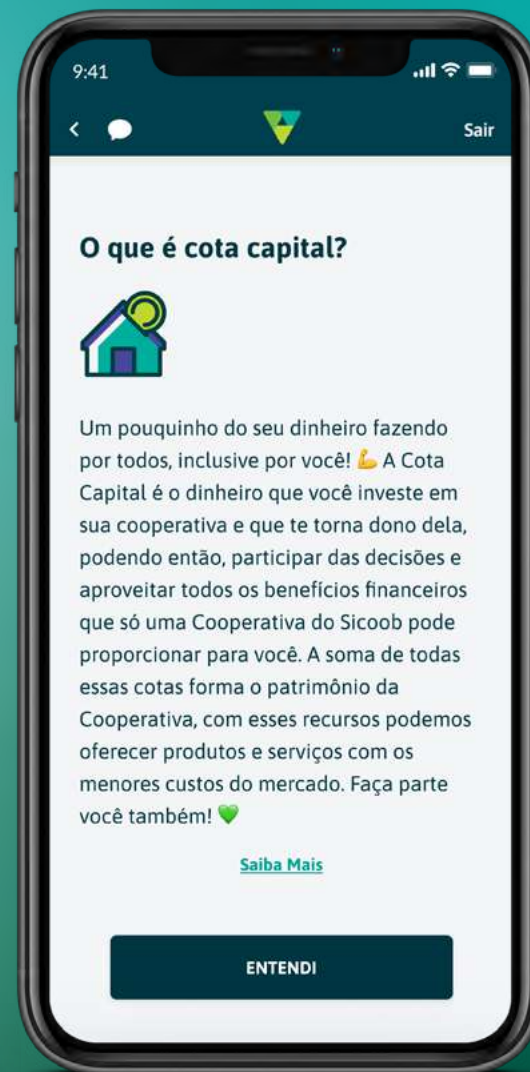 9:41
Sair
O que é cota capital?
Um pouquinho do seu dinheiro fazendo
por todos, inclusive por você! 💪 A Cota
Capital é o dinheiro que você investe em
sua cooperativa e que te torna dono dela,
podendo então, participar das decisões e
aproveitar todos os benefícios financeiros
que só uma Cooperativa do Sicoob pode
proporcionar para você. A soma de todas
essas cotas forma o patrimônio da
Cooperativa, com esses recursos podemos
oferecer produtos e serviços com os
menores custos do mercado. Faça parte
você também! 💚
Saiba Mais
ENTENDI